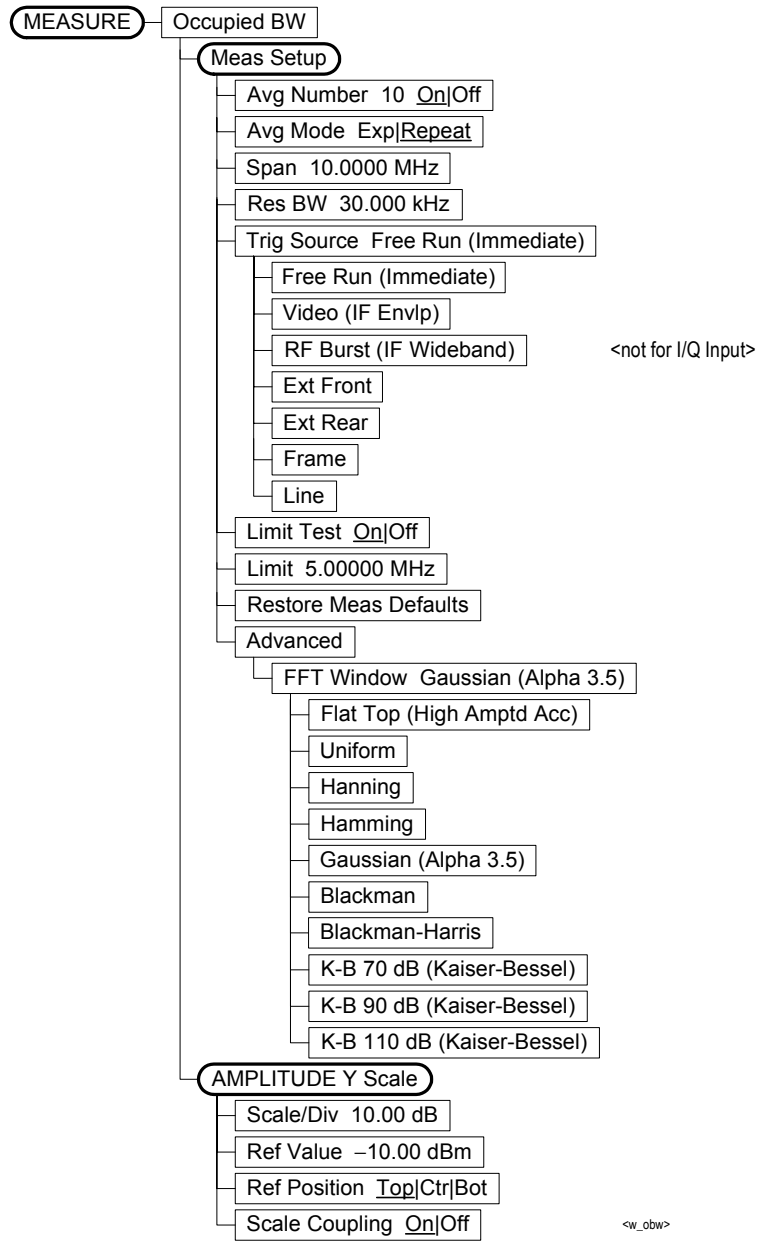 MEASURE Occupied BW
Meas Setup
Avg Number 10 On|Off
Avg Mode Exp|Repeat
Span 10.0000 MHz
Res BW 30.000 kHz
Trig Source Free Run (Immediate)
Free Run (Immediate)
Video (IF Envlp)
RF Burst (IF Wideband) <not for I/Q Input>
Ext Front
Ext Rear
Frame
Line
Limit Test On|Off
Limit 5.00000 MHz
Restore Meas Defaults
Advanced
FFT Window Gaussian (Alpha 3.5)
Flat Top (High Amptd Acc)
Uniform
Hanning
Hamming
Gaussian (Alpha 3.5)
Blackman
Blackman-Harris
K-B 70 dB (Kaiser-Bessel)
K-B 90 dB (Kaiser-Bessel)
K-B 110 dB (Kaiser-Bessel)
AMPLITUDE Y Scale
Scale/Div 10.00 dB
Ref Value −10.00 dBm
Ref Position Top|Ctr|Bot
Scale Coupling On|Off <w_obw>